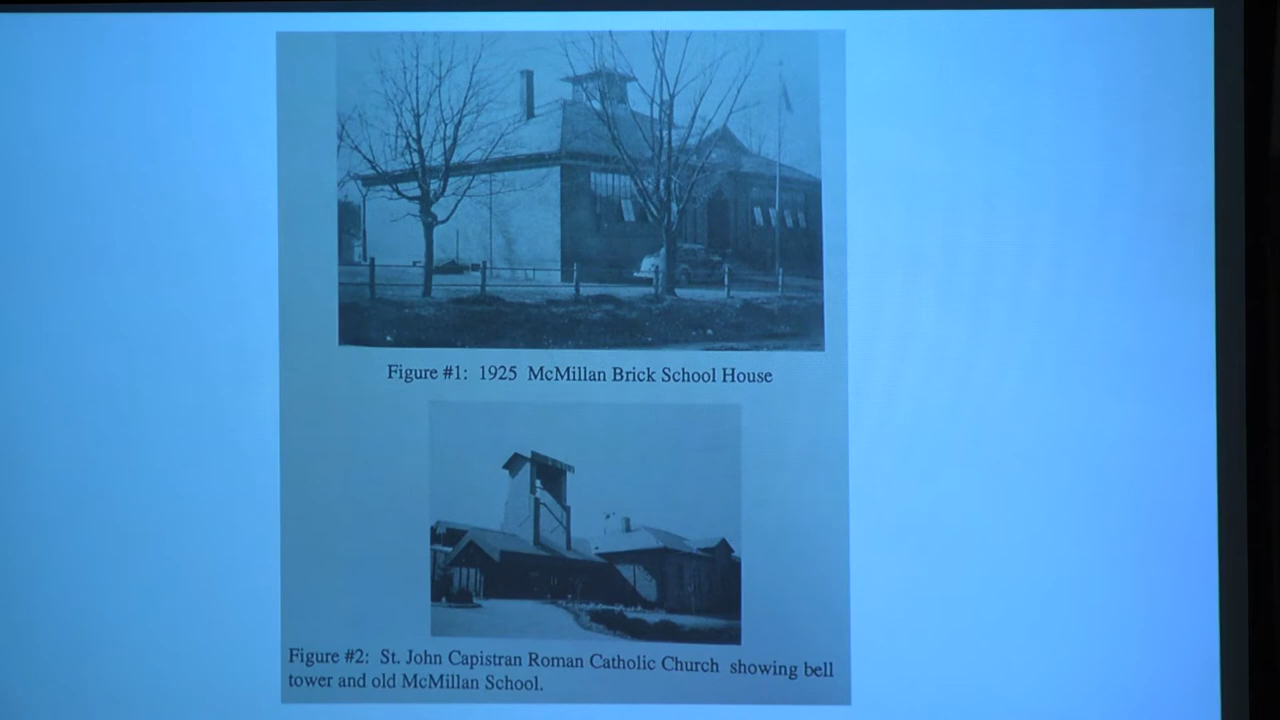 Figure #1: 1925 McMillan Brick School House
Figure #2: St. John Capistran Roman Catholic Church showing bell
tower and old McMillan School.